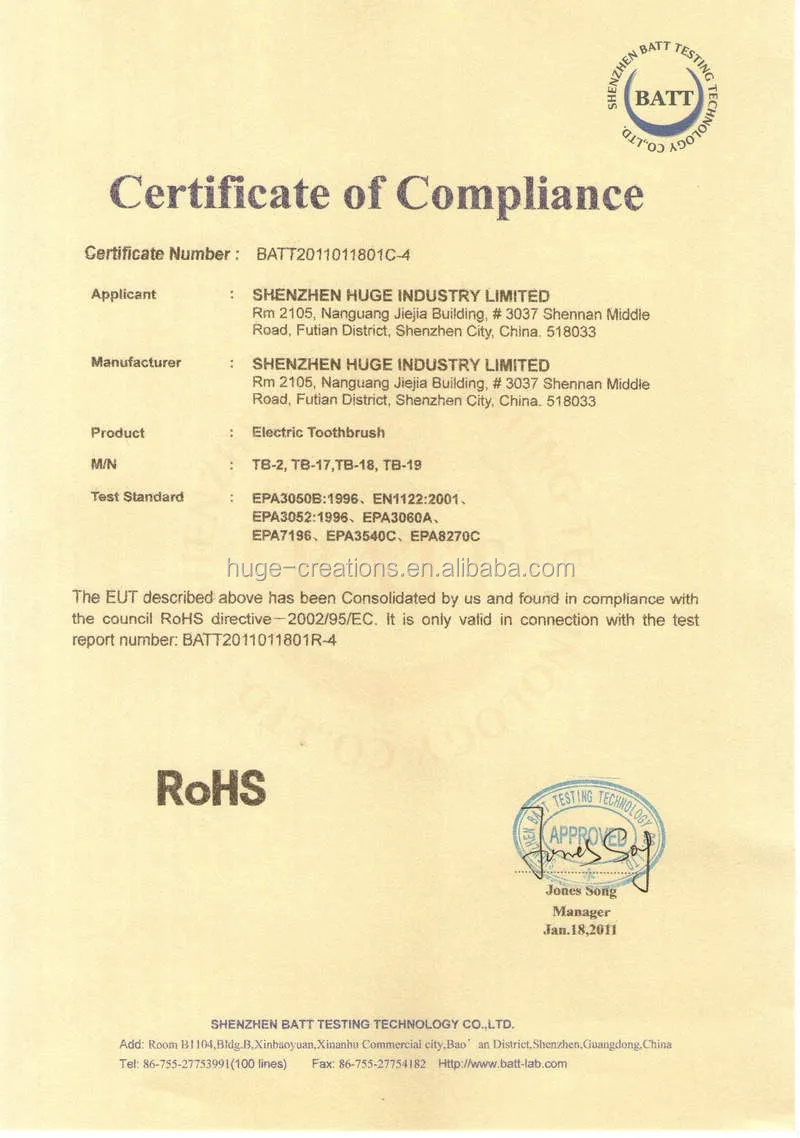 SHENZHEN BATT TESTING TECHNOLOGY CO.,LTD.
BATT
Certificate of Compliance
Certificate Number : BATT2011011801C-4
Applicant : SHENZHEN HUGE INDUSTRY LIMITED
Rm 2105, Nanguang Jiejia Building, # 3037 Shennan Middle
Road, Futian District, Shenzhen City, China. 518033
Manufacturer : SHENZHEN HUGE INDUSTRY LIMITED
Rm 2105, Nanguang Jiejia Building, # 3037 Shennan Middle
Road, Futian District, Shenzhen City, China. 518033
Product : Electric Toothbrush
M/N : TB-2, TB-17,TB-18, TB-19
Test Standard : EPA3050B:1996、EN1122:2001、
EPA3052:1996、EPA3060A、
EPA7196、EPA3540C、EPA8270C
huge-creations.en.alibaba.com
The EUT described above has been Consolidated by us and found in compliance with
the council RoHS directive－2002/95/EC. It is only valid in connection with the test
report number: BATT2011011801R-4
RoHS
SHENZHEN BATT TESTING TECHNOLOGY CO.,LTD
APPROVED
Jones Song
Jones Song
Manager
Jan.18,2011
SHENZHEN BATT TESTING TECHNOLOGY CO.,LTD.
Add: Room B1104,Bldg.B,Xinbaoyuan,Xinanhu Commercial city,Bao’an District,Shenzhen,Guangdong,China
Tel: 86-755-27753991(100 lines) Fax: 86-755-27754182 Http://www.batt-lab.com